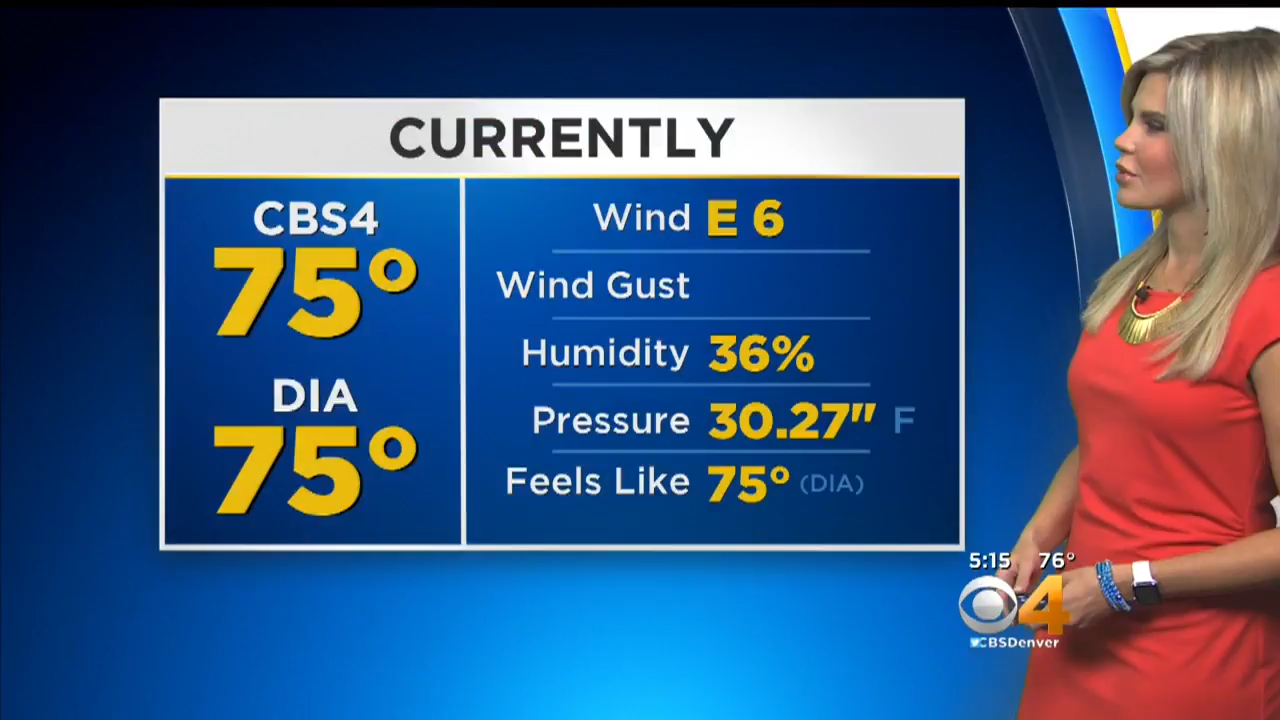 CURRENTLY
CBS4
75°
DIA
75°
Wind E 6
Wind Gust
Humidity 36%
Pressure 30.27" F
Feels Like 75° (DIA)
5:15 76°
4
CBSDenver